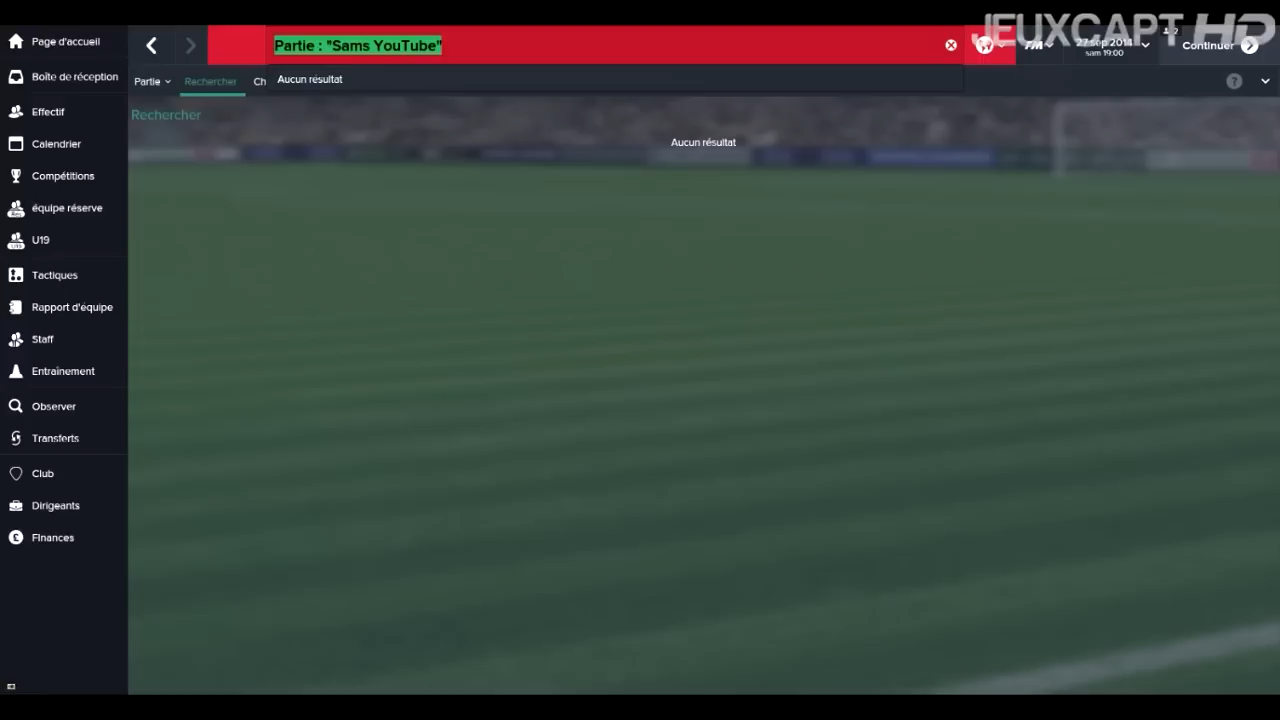 JEUXCAPT HD
Page d'accueil
Partie : "Sams YouTube"
2
27 sep 2014
sam 19:00
Continuer
Boîte de réception
Partie
Rechercher
Ch
Aucun résultat
?
Rechercher
Aucun résultat
Effectif
Calendrier
Compétitions
équipe réserve
U19
Tactiques
Rapport d'équipe
Staff
Entraînement
Observer
Transferts
Club
Dirigeants
Finances